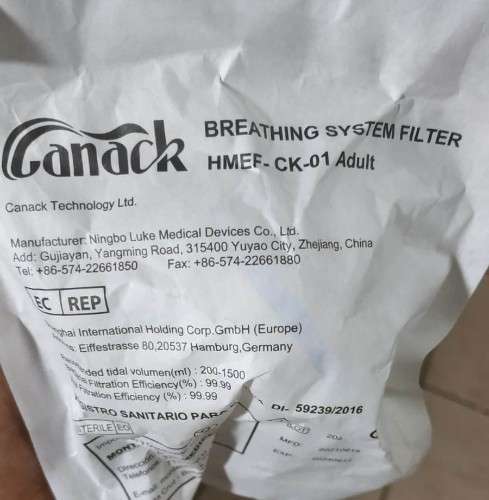 Canack
BREATHING SYSTEM FILTER
HMEF- CK-01 Adult
Canack Technology Ltd.
Manufacturer: Ningbo Luke Medical Devices Co., Ltd.
Add: Gujiayan, Yangming Road, 315400 Yuyao City, Zhejiang, China
Tel: +86-574-22661850 Fax: +86-574-22661880
EC REP
International Holding Corp.GmbH (Europe)
Eiffestrasse 80,20537 Hamburg,Germany
tidal volumen(ml) : 200-1500
Filtration Efficiency(%) : 99.99
Filtration Efficiency(%) : 99.99
SANITARIO DI- 59239/2016
STERILE EO